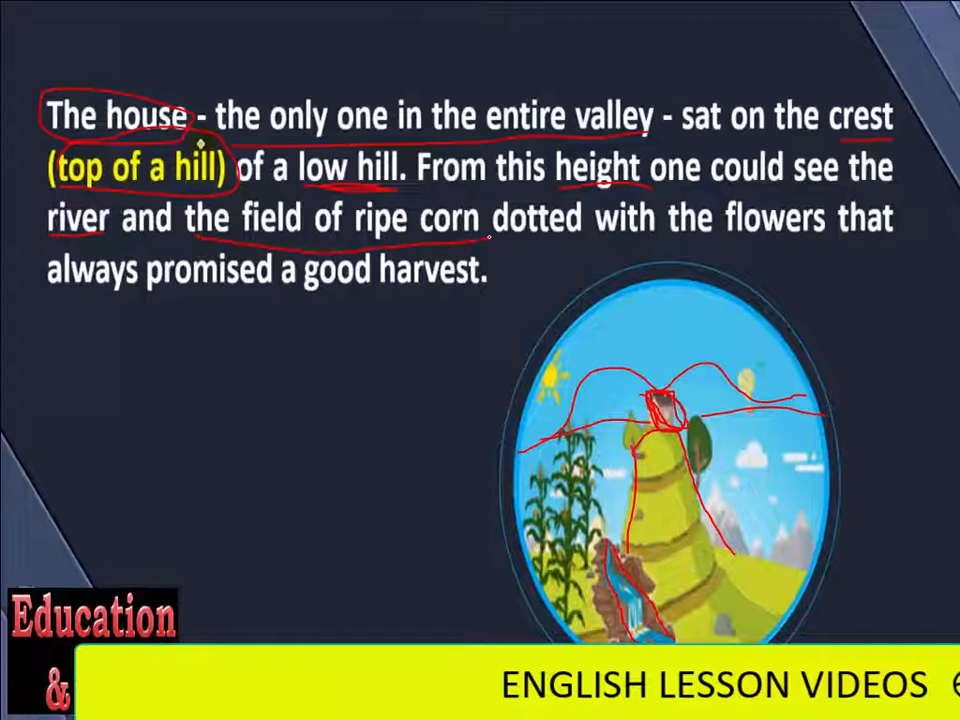 The house - the only one in the entire valley - sat on the crest
(top of a hill) of a low hill. From this height one could see the
river and the field of ripe corn dotted with the flowers that
always promised a good harvest.
Education
&
ENGLISH LESSON VIDEOS